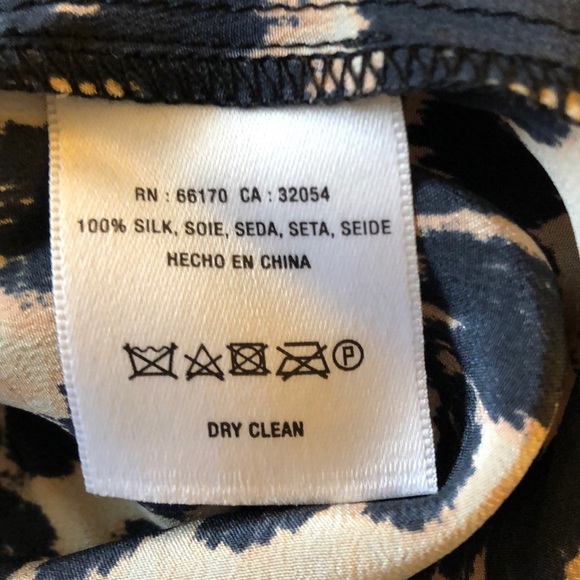 RN : 66170 CA : 32054
100% SILK, SOIE, SEDA, SETA, SEIDE
HECHO EN CHINA
P
DRY CLEAN